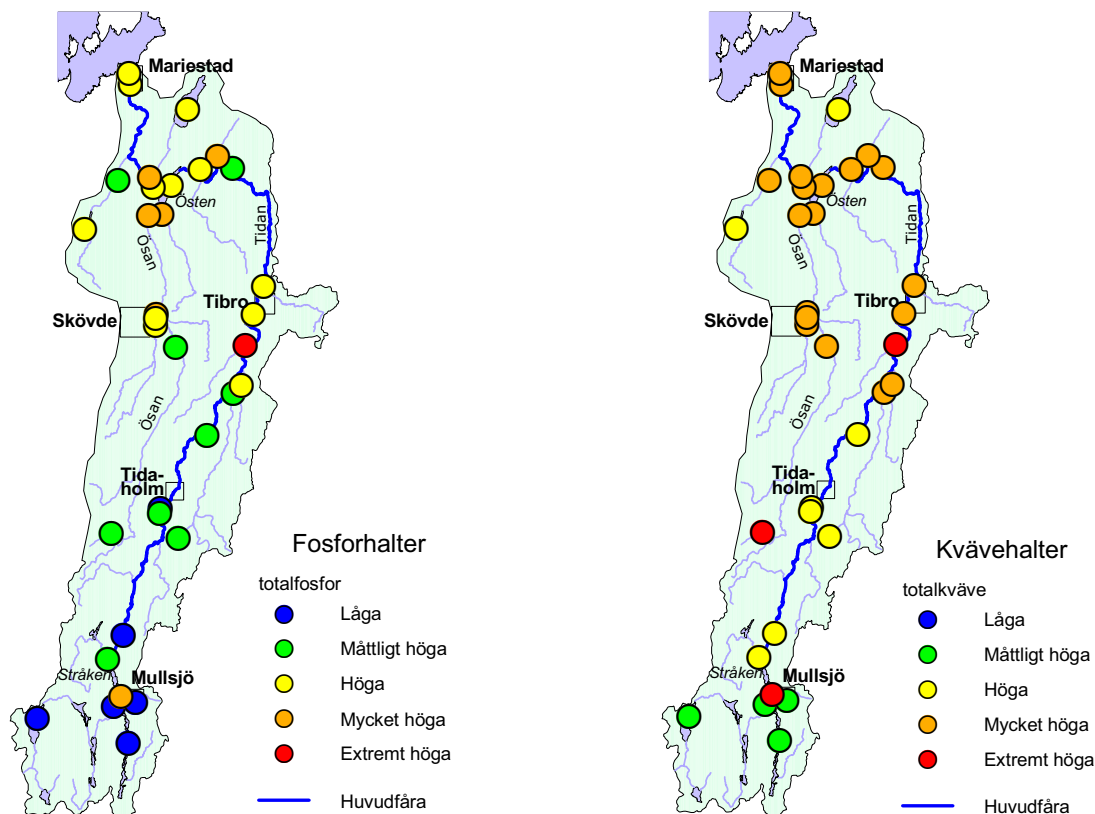 Mariestad
Östen
Tidan
Ösan
Tibro
Skövde
Ösan
Tida-
holm
Fosforhalter
totalfosfor
Låga
Måttligt höga
Höga
Mycket höga
Extremt höga
Huvudfåra
Stråken
Mullsjö
Mariestad
Östen
Tidan
Ösan
Tibro
Skövde
Ösan
Tida-
holm
Kvävehalter
totalkväve
Låga
Måttligt höga
Höga
Mycket höga
Extremt höga
Huvudfåra
Stråken
Mullsjö